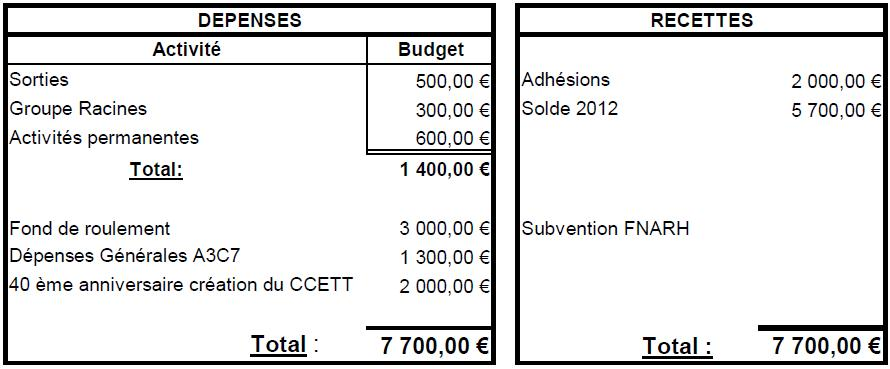 DEPENSES
Activité Budget
Sorties 500,00 €
Groupe Racines 300,00 €
Activités permanentes 600,00 €
Total: 1 400,00 €
Fond de roulement 3 000,00 €
Dépenses Générales A3C7 1 300,00 €
40 ème anniversaire création du CCETT 2 000,00 €
Total : 7 700,00 €
RECETTES
Adhésions 2 000,00 €
Solde 2012 5 700,00 €
Subvention FNARH
Total : 7 700,00 €